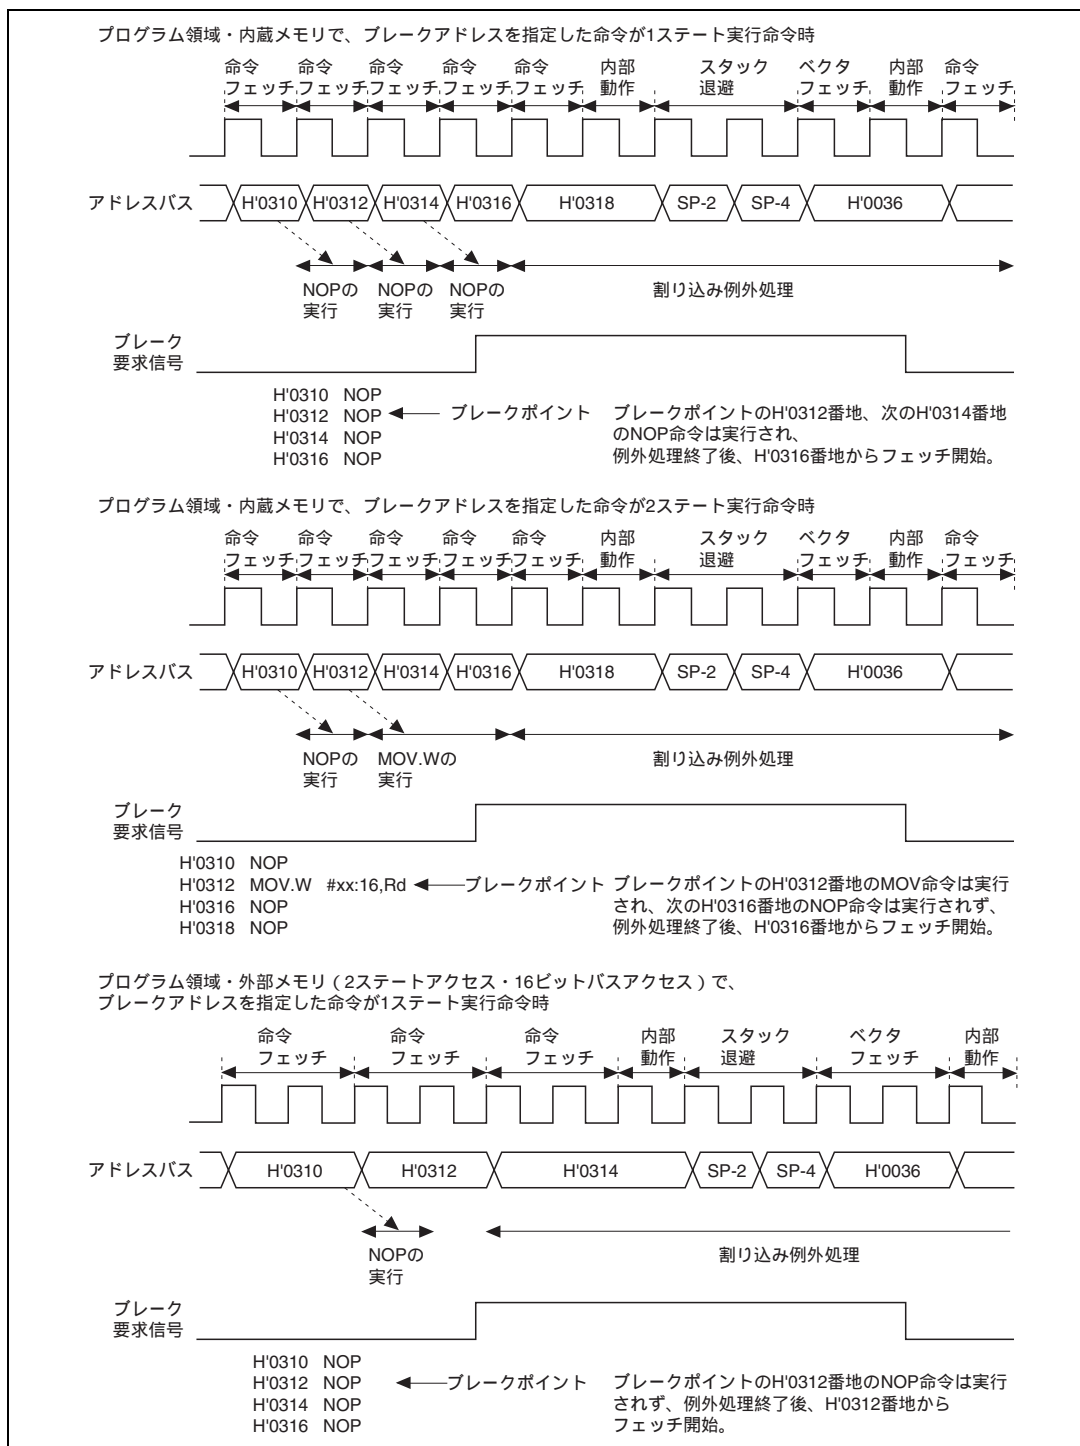 プログラム領域・内蔵メモリで、ブレークアドレスを指定した命令が1ステート実行命令時
命令 命令 命令 命令 命令 内部 スタック ベクタ 内部 命令
フェッチ フェッチ フェッチ フェッチ フェッチ 動作 退避 フェッチ 動作 フェッチ
アドレスバス H'0310 H'0312 H'0314 H'0316 H'0318 SP-2 SP-4 H'0036
NOPの NOPの NOPの 割り込み例外処理
実行 実行 実行
ブレーク
要求信号
H'0310 NOP
H'0312 NOP ブレークポイント ブレークポイントのH'0312番地、次のH'0314番地
H'0314 NOP のNOP命令は実行され、
H'0316 NOP 例外処理終了後、H'0316番地からフェッチ開始。
プログラム領域・内蔵メモリで、ブレークアドレスを指定した命令が2ステート実行命令時
命令 命令 命令 命令 命令 内部 スタック ベクタ 内部 命令
フェッチ フェッチ フェッチ フェッチ フェッチ 動作 退避 フェッチ 動作 フェッチ
アドレスバス H'0310 H'0312 H'0314 H'0316 H'0318 SP-2 SP-4 H'0036
NOPの MOV.Wの 割り込み例外処理
実行 実行
ブレーク
要求信号
H'0310 NOP
H'0312 MOV.W #xx:16,Rd ブレークポイント ブレークポイントのH'0312番地のMOV命令は実行
H'0316 NOP され、次のH'0316番地のNOP命令は実行されず、
H'0318 NOP 例外処理終了後、H'0316番地からフェッチ開始。
プログラム領域・外部メモリ(2ステートアクセス・16ビットバスアクセス)で、
ブレークアドレスを指定した命令が1ステート実行命令時
命令 命令 命令 内部 スタック ベクタ 内部
フェッチ フェッチ フェッチ 動作 退避 フェッチ 動作
アドレスバス H'0310 H'0312 H'0314 SP-2 SP-4 H'0036
NOPの 割り込み例外処理
実行
ブレーク
要求信号
H'0310 NOP
H'0312 NOP ブレークポイント ブレークポイントのH'0312番地のNOP命令は実行
H'0314 NOP されず、例外処理終了後、H'0312番地から
H'0316 NOP フェッチ開始。